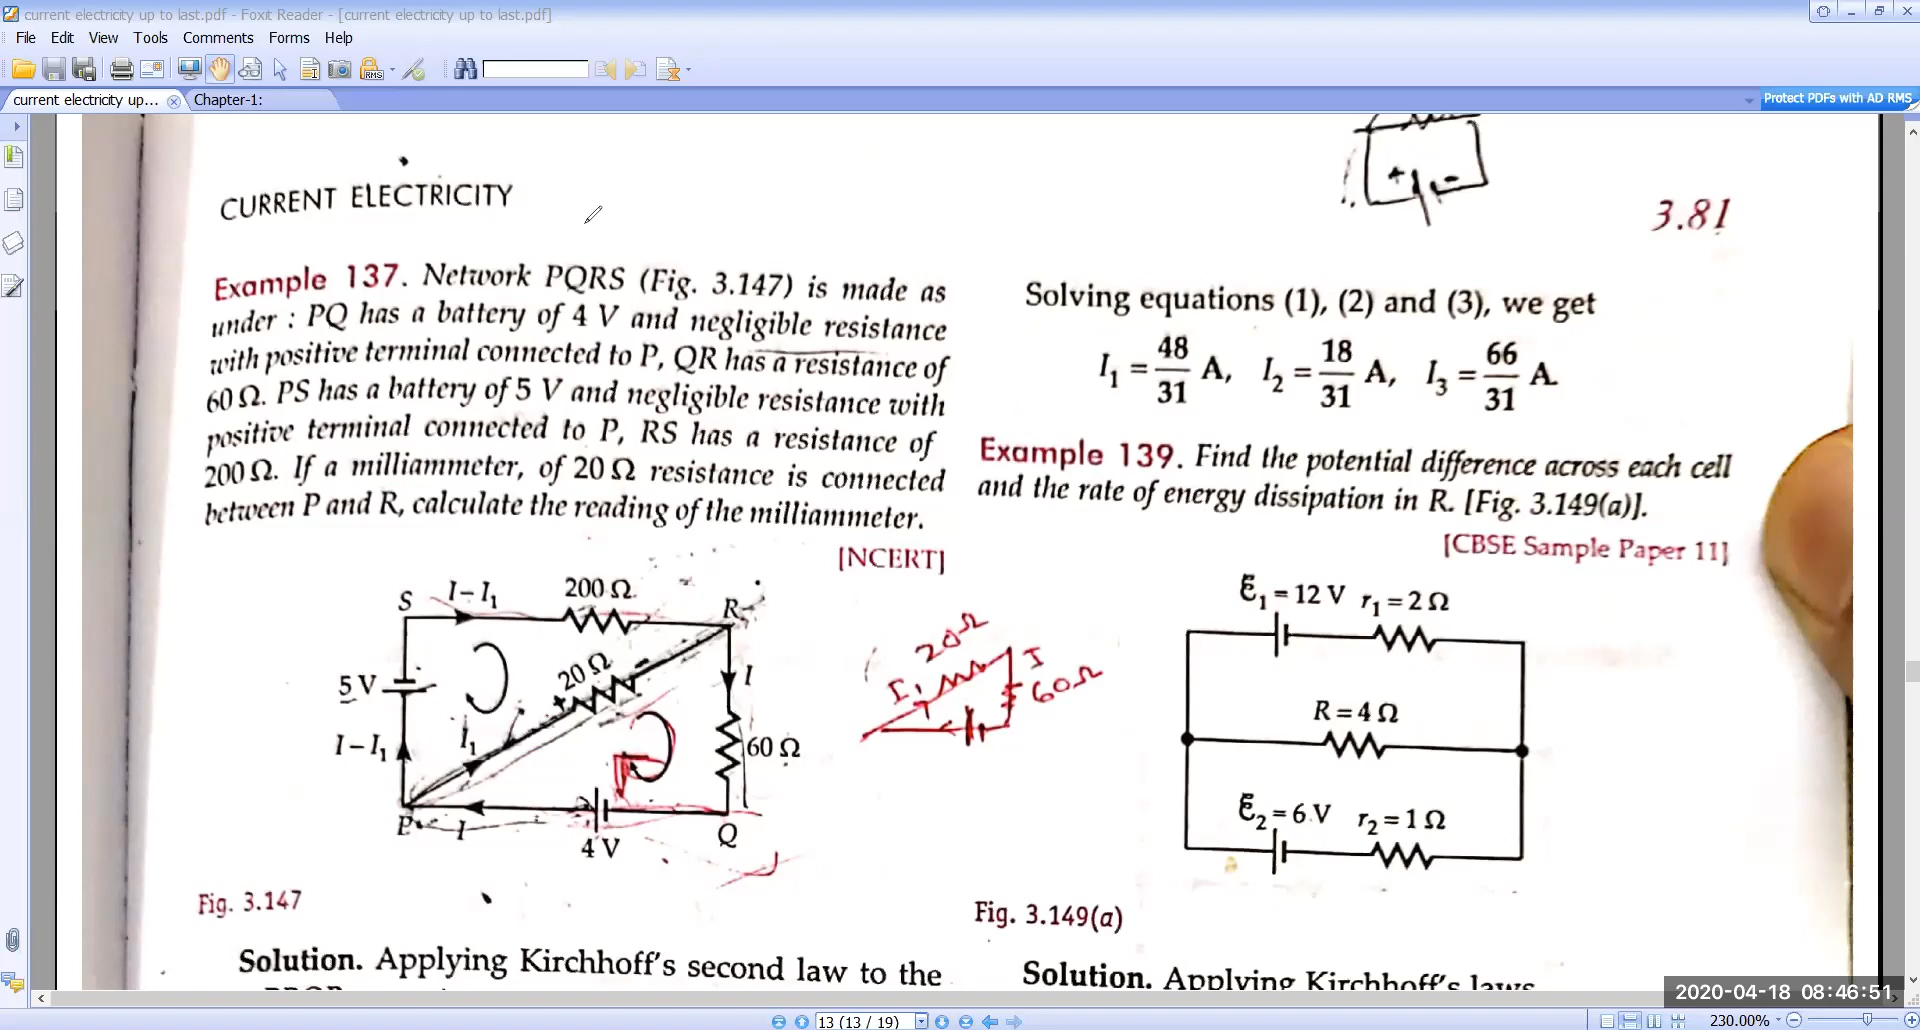 current electricity up to last.pdf - Foxit Reader - [current electricity up to last.pdf]
File Edit View Tools Comments Forms Help
RMS
current electricity up... Chapter-1:
Protect PDFs with AD RMS
CURRENT ELECTRICITY
3.81
Example 137. Network PQRS (Fig. 3.147) is made as
under : PQ has a battery of 4 V and negligible resistance
with positive terminal connected to P, QR has a resistance of
60 Ω. PS has a battery of 5 V and negligible resistance with
positive terminal connected to P, RS has a resistance of
200 Ω. If a milliammeter, of 20 Ω resistance is connected
between P and R, calculate the reading of the milliammeter.
[NCERT]
S I – I₁ 200 Ω R
5 V + 20 Ω – I
I – I₁ I₁ 60 Ω
P I 4 V Q
Fig. 3.147
Solution. Applying Kirchhoff's second law to the
20Ω
I₁ I 60Ω
+ -
Solving equations (1), (2) and (3), we get
I₁ = 48/31 A, I₂ = 18/31 A, I₃ = 66/31 A.
Example 139. Find the potential difference across each cell
and the rate of energy dissipation in R. [Fig. 3.149(a)].
[CBSE Sample Paper 11]
ℰ₁ = 12 V r₁ = 2 Ω
R = 4 Ω
ℰ₂ = 6 V r₂ = 1 Ω
Fig. 3.149(a)
Solution. Applying Kirchhoff's laws
2020-04-18 08:46:51
13 (13 / 19) 230.00%